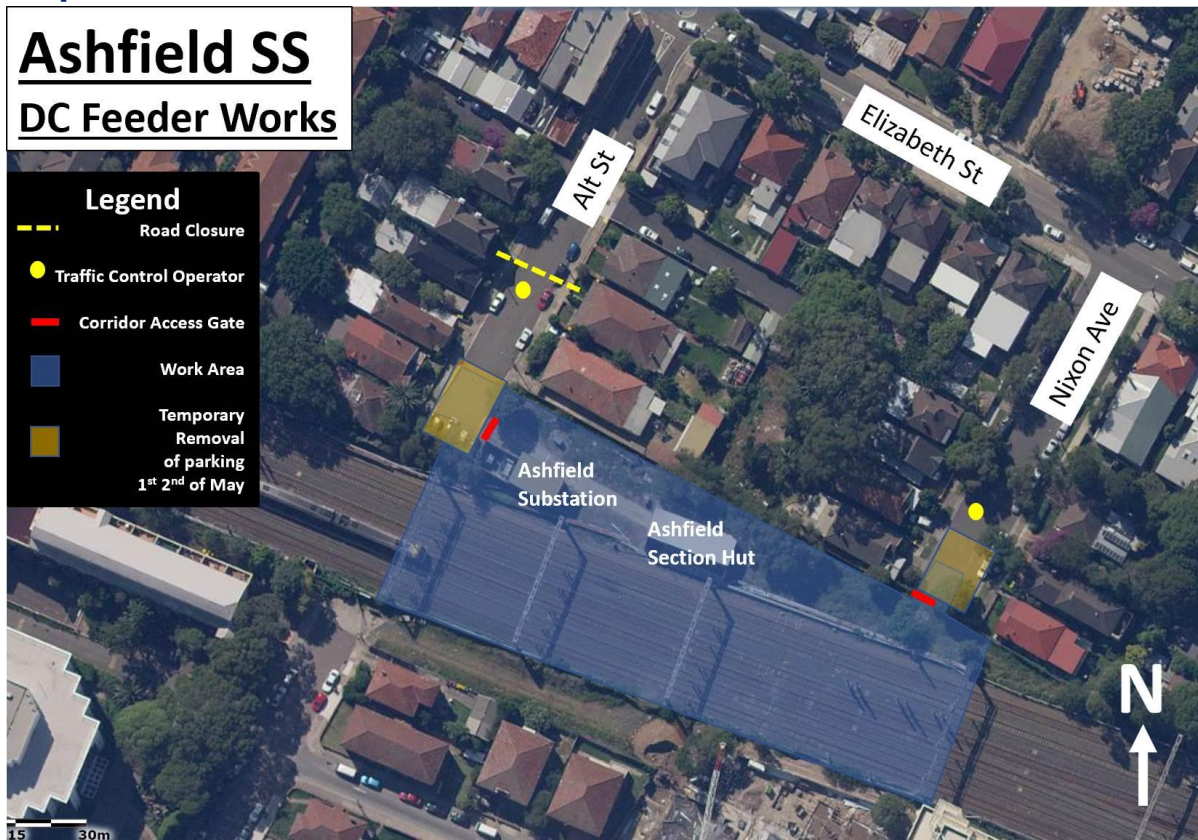 Ashfield SS
DC Feeder Works
Legend
Road Closure
Traffic Control Operator
Corridor Access Gate
Work Area
Temporary
Removal
of parking
1st 2nd of May
Alt St
Elizabeth St
Nixon Ave
Ashfield
Substation
Ashfield
Section Hut
N
15 30m